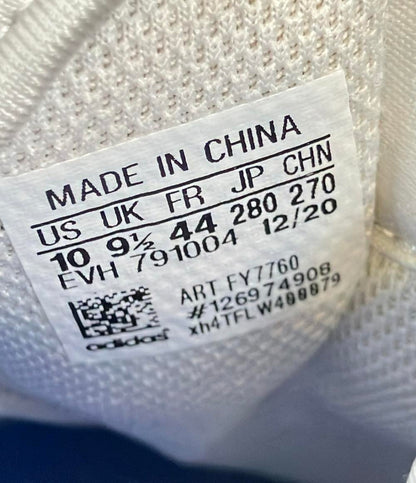 MADE IN CHINA
US UK FR JP CHN
10 9½ 44 280 270
EVH 791004 12/20
ART FY7760
#126974908
xh4TFLW400079
adidas